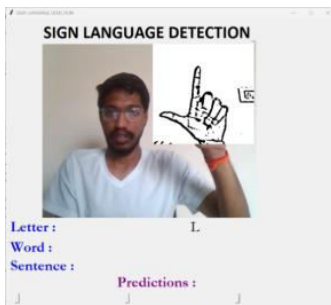 SIGN LANGUAGE DETECTION
Letter : L
Word :
Sentence :
Predictions :